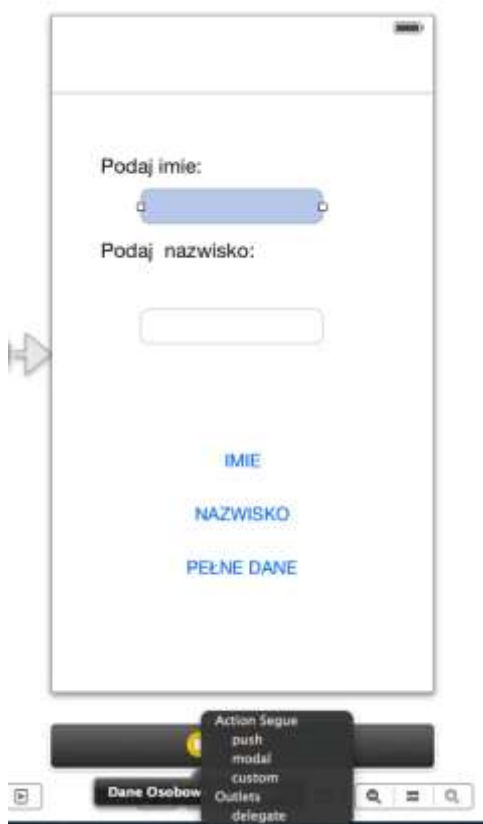 Podaj imie:
Podaj nazwisko:
IMIE
NAZWISKO
PEŁNE DANE
Action Segue
push
modal
custom
Dane Osobow
Outlets
delegate